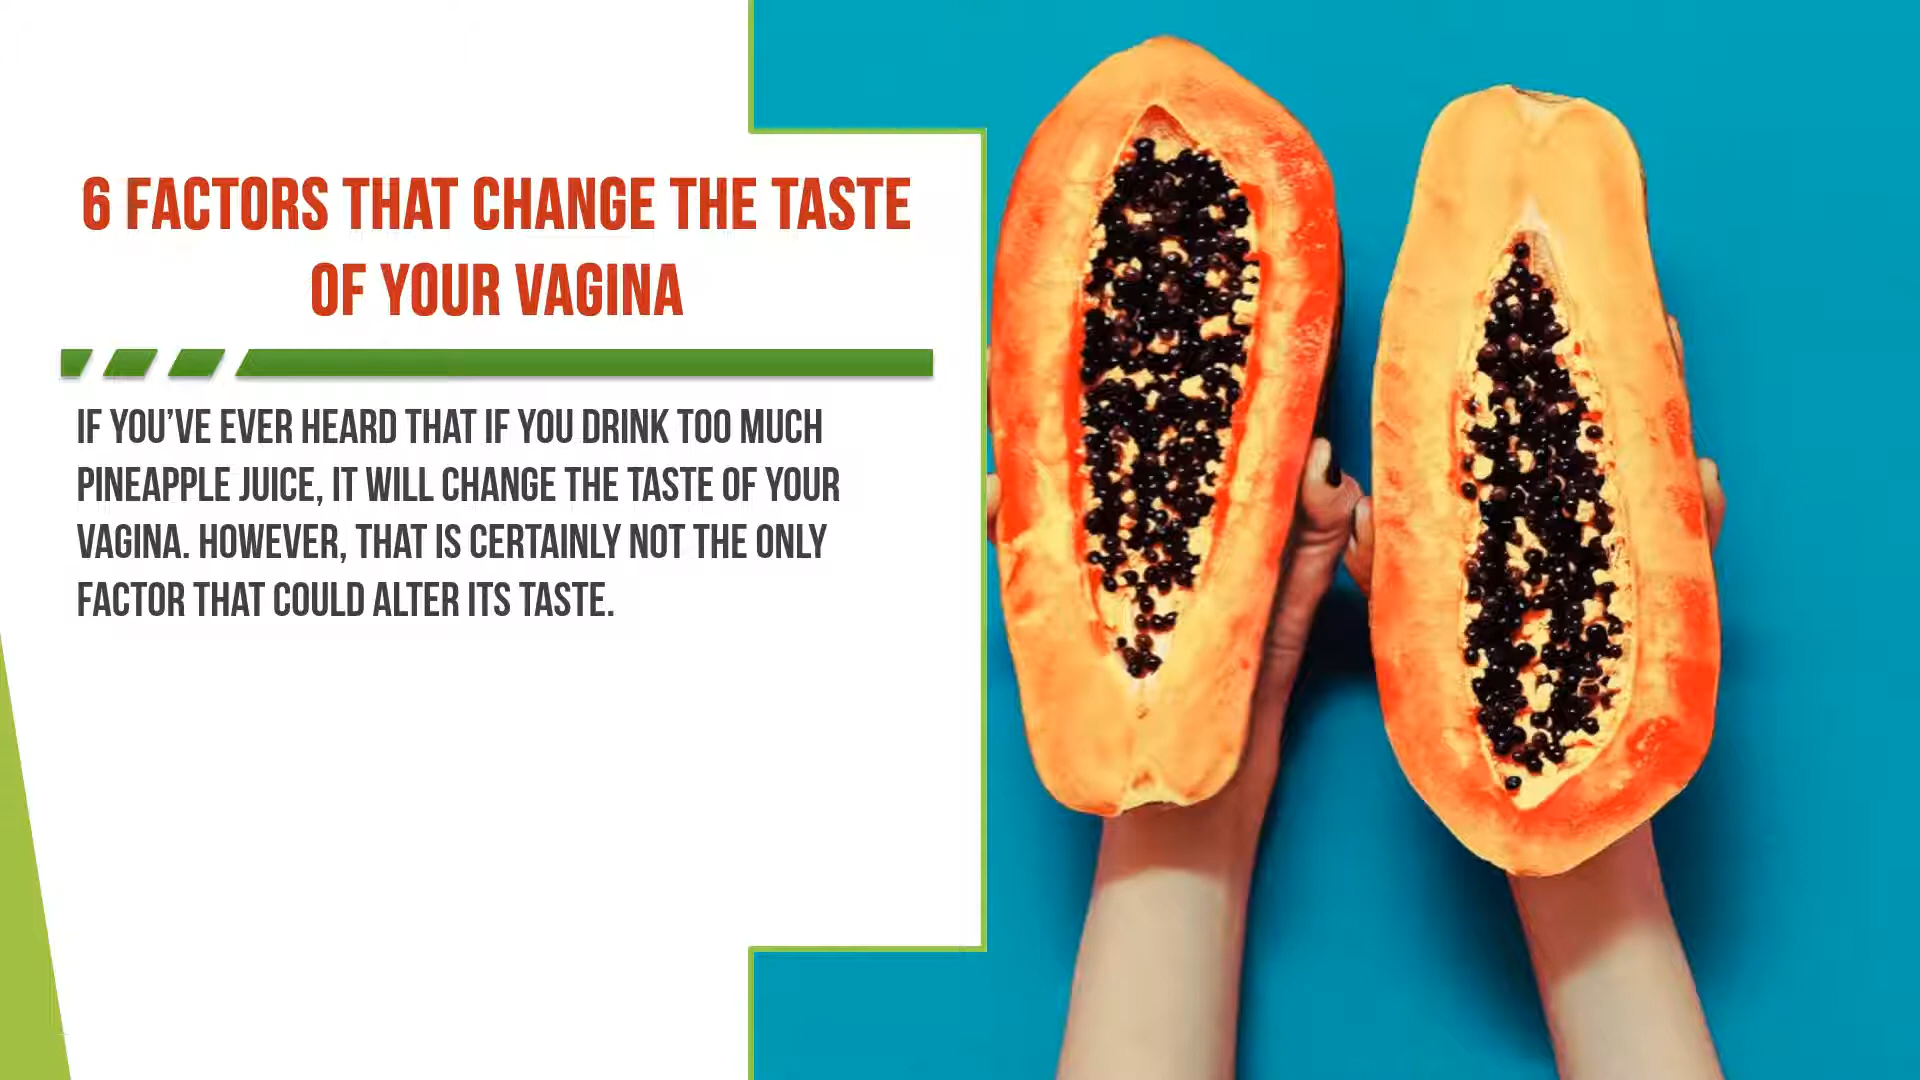 6 FACTORS THAT CHANGE THE TASTE
OF YOUR VAGINA
IF YOU’VE EVER HEARD THAT IF YOU DRINK TOO MUCH
PINEAPPLE JUICE, IT WILL CHANGE THE TASTE OF YOUR
VAGINA. HOWEVER, THAT IS CERTAINLY NOT THE ONLY
FACTOR THAT COULD ALTER ITS TASTE.